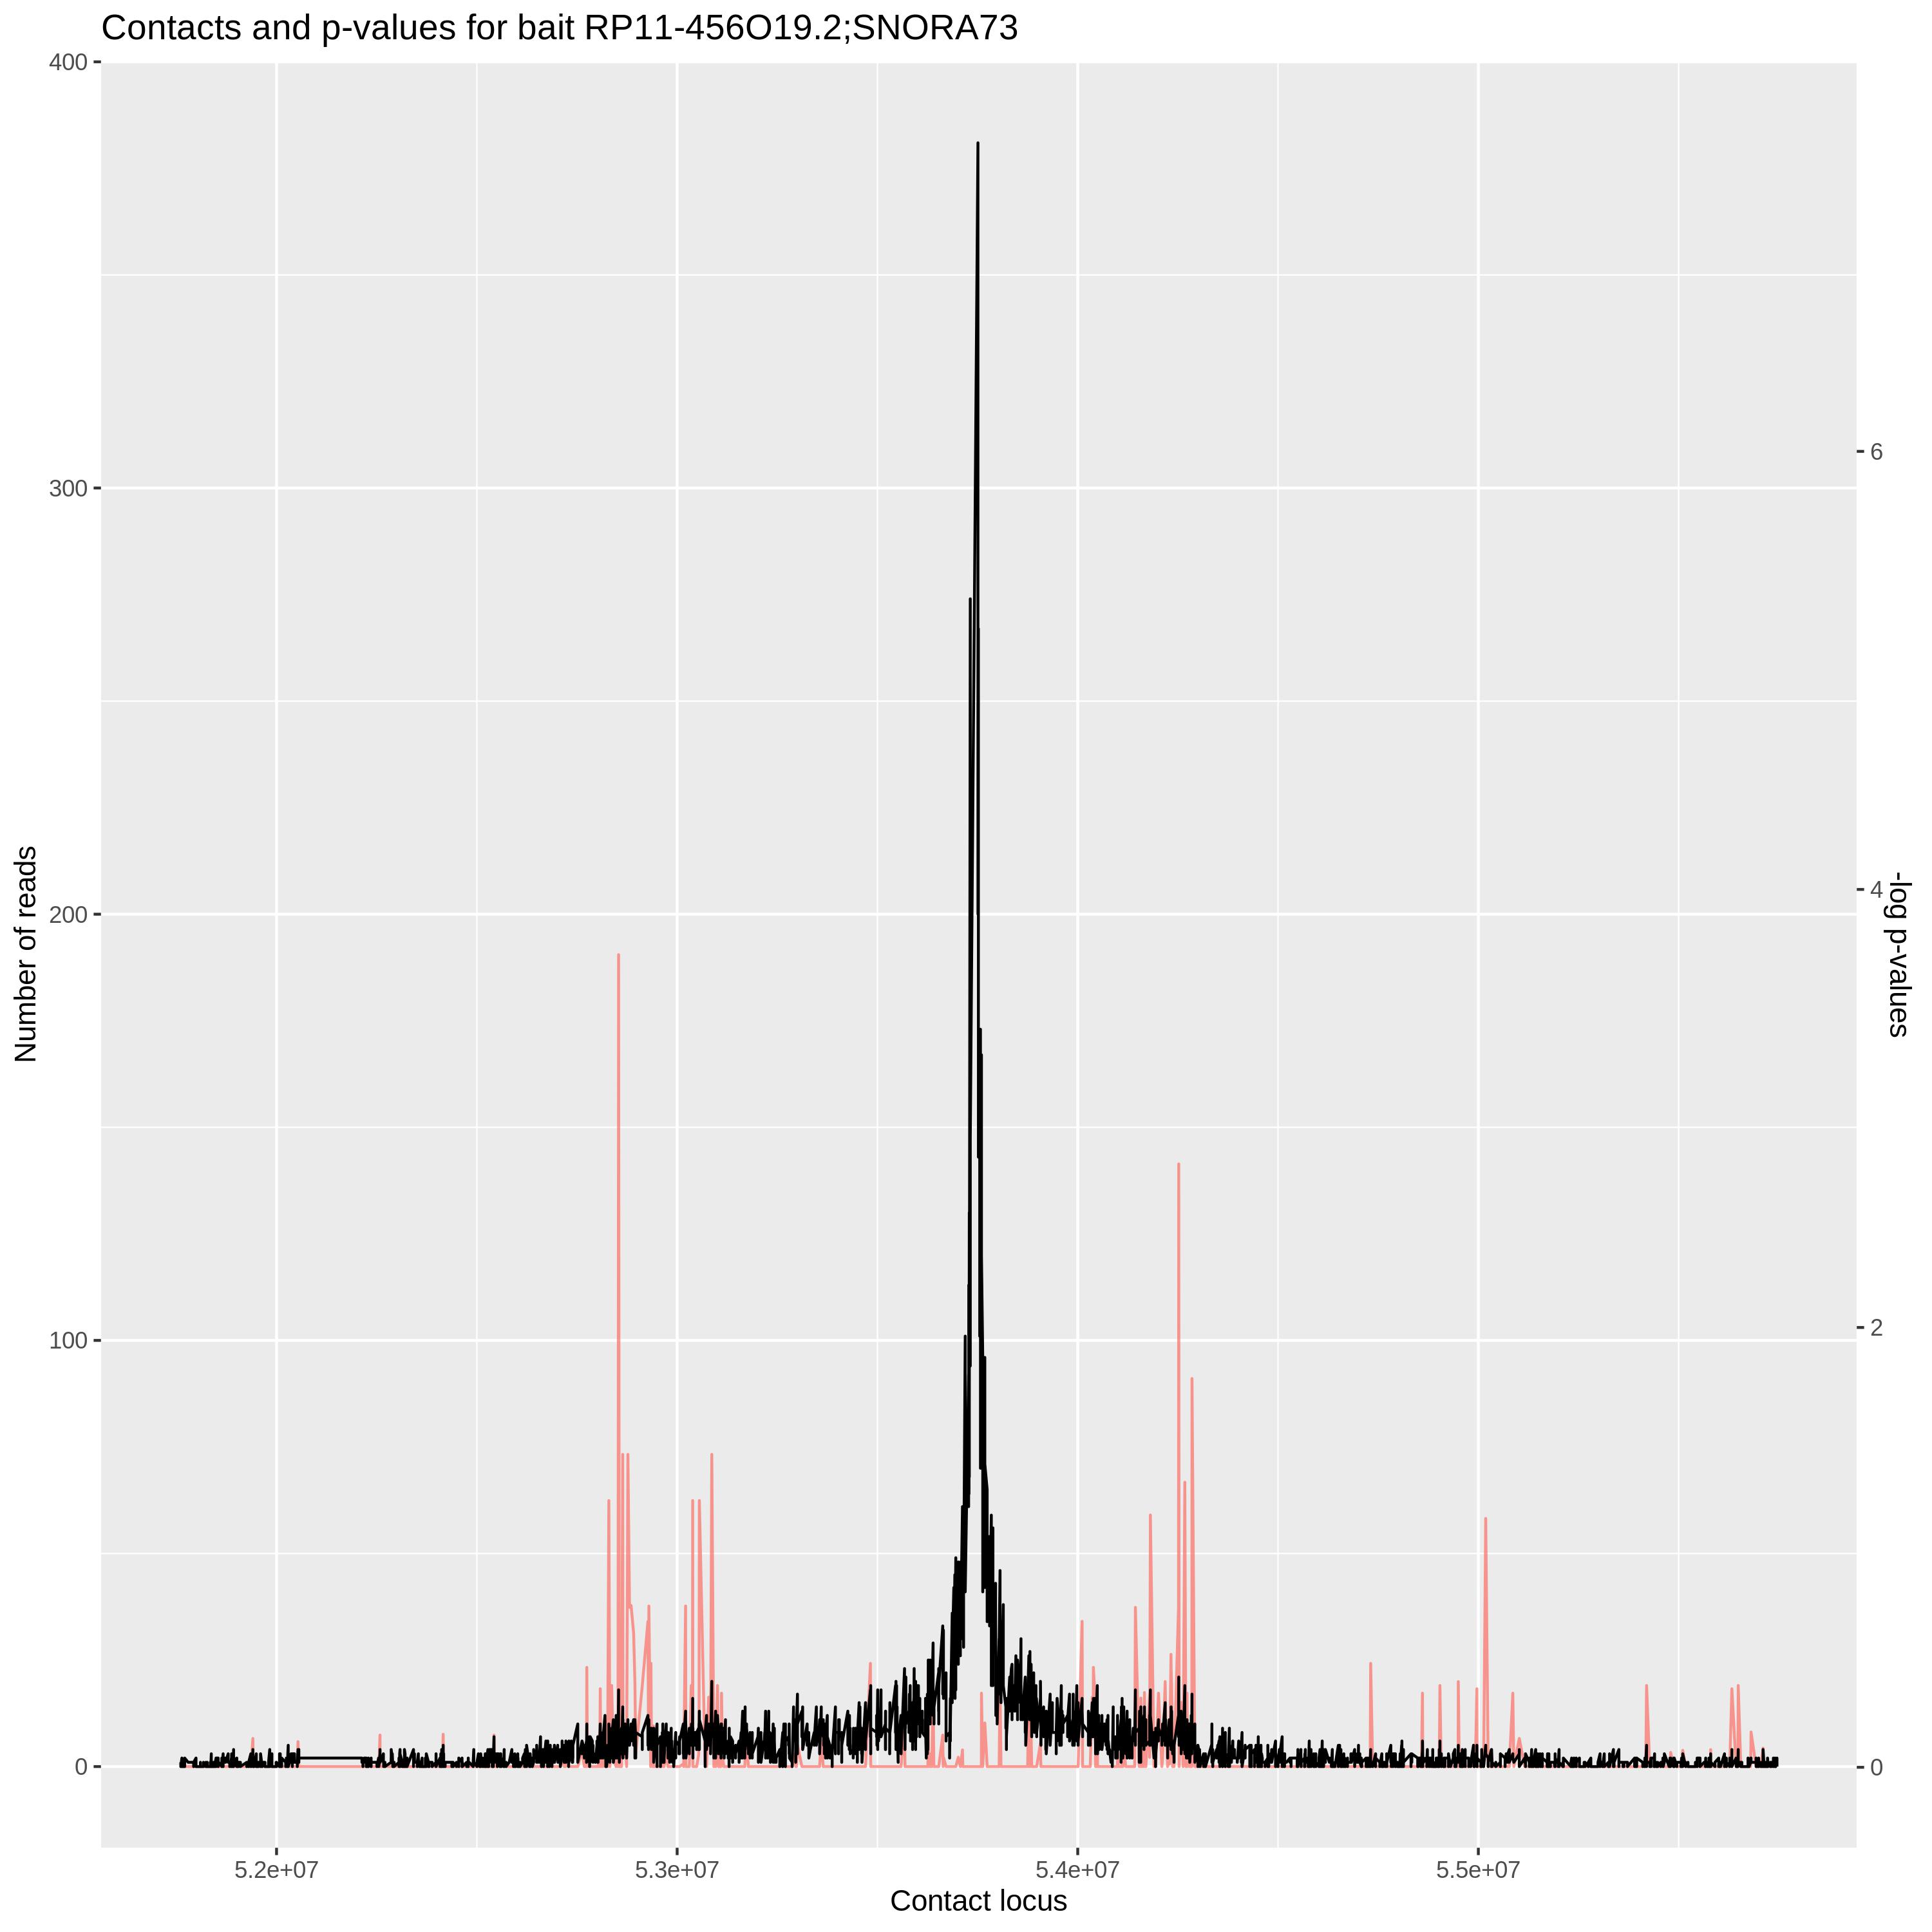 Contacts and p-values for bait RP11-456O19.2;SNORA73
400
300
200
100
0
Number of reads
6
4
2
0
-log p-values
5.2e+07 5.3e+07 5.4e+07 5.5e+07
Contact locus